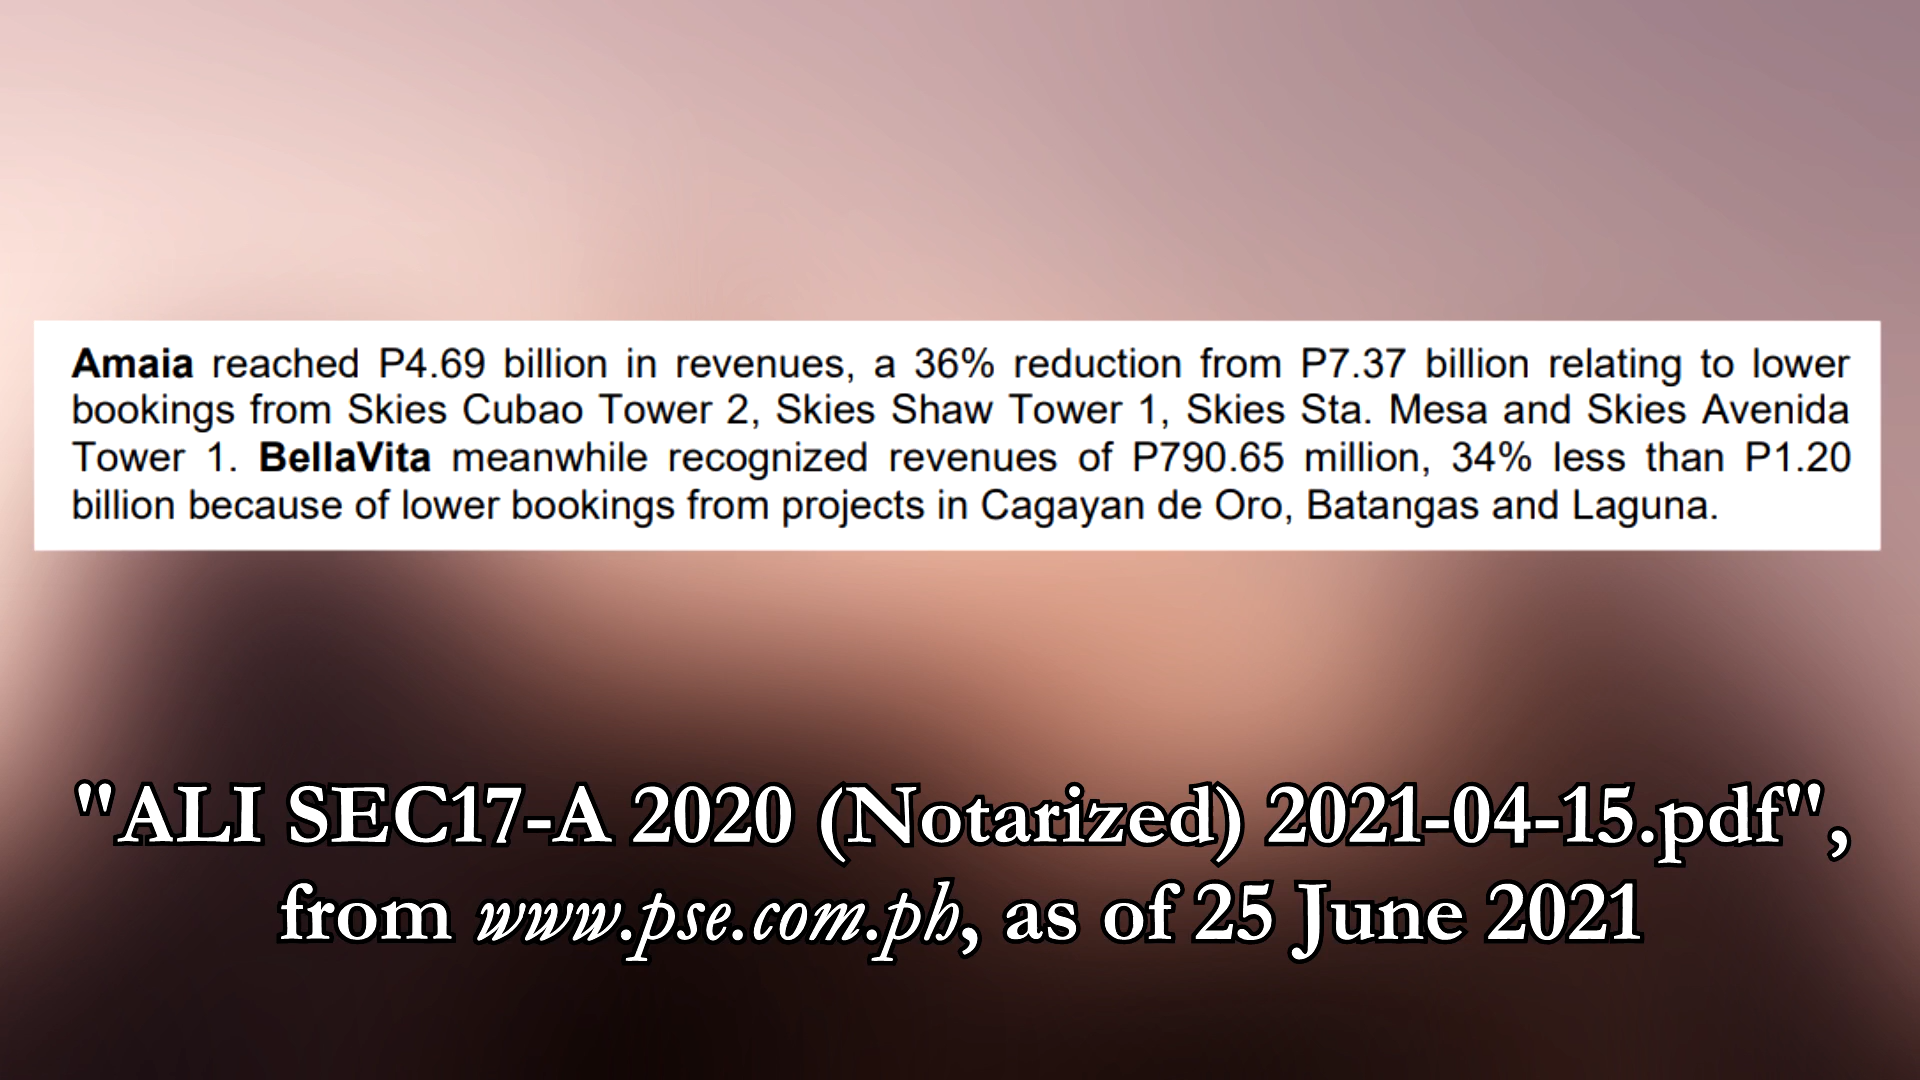 Amaia reached P4.69 billion in revenues, a 36% reduction from P7.37 billion relating to lower
bookings from Skies Cubao Tower 2, Skies Shaw Tower 1, Skies Sta. Mesa and Skies Avenida
Tower 1. BellaVita meanwhile recognized revenues of P790.65 million, 34% less than P1.20
billion because of lower bookings from projects in Cagayan de Oro, Batangas and Laguna.
"ALI SEC17-A 2020 (Notarized) 2021-04-15.pdf",
from www.pse.com.ph, as of 25 June 2021